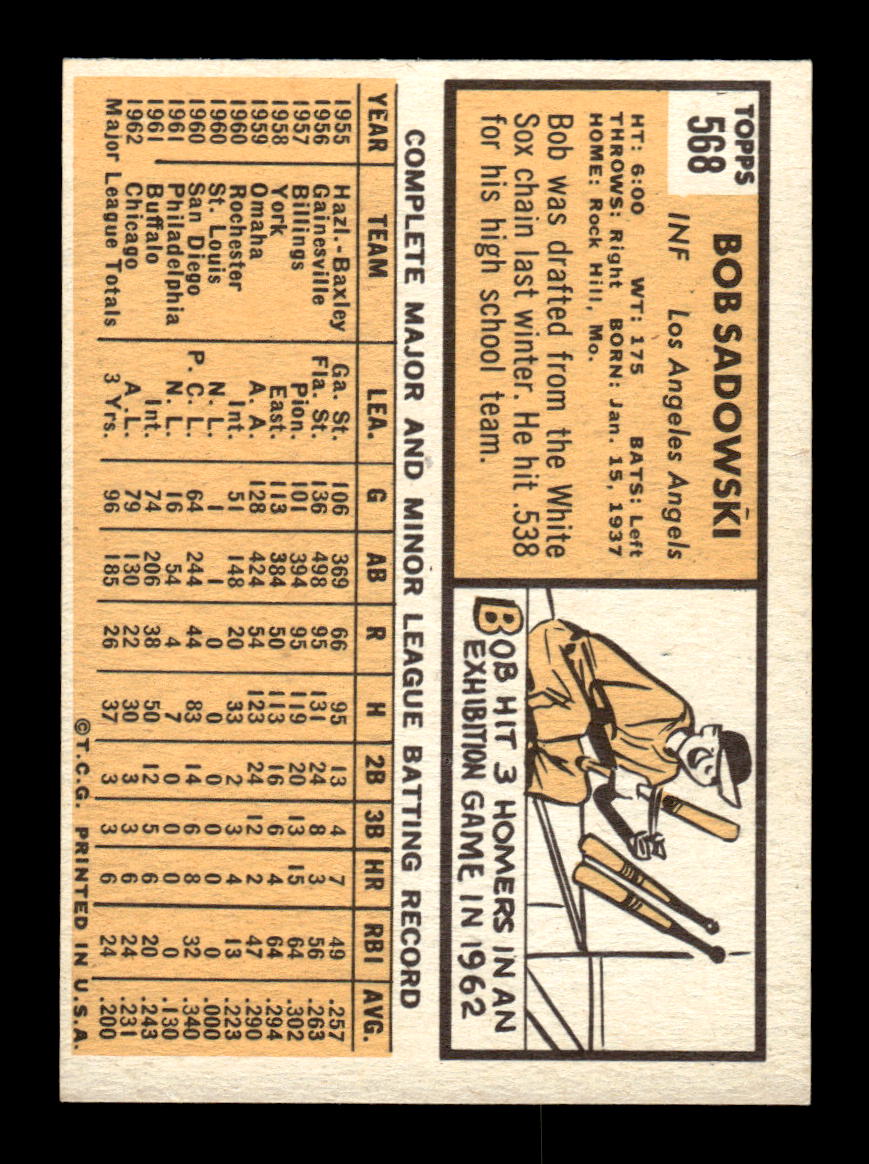 TOPPS
568
BOB SADOWSKI
INF Los Angeles Angels
HT: 6:00 WT: 175 BATS: Left
THROWS: Right BORN: Jan. 15, 1937
HOME: Rock Hill, Mo.
Bob was drafted from the White
Sox chain last winter. He hit .538
for his high school team.
BOB HIT 3 HOMERS IN AN
EXHIBITION GAME IN 1962
COMPLETE MAJOR AND MINOR LEAGUE BATTING RECORD
YEAR TEAM LEA. G AB R H 2B 3B HR RBI AVG.
1955 Hazl.-Baxley Ga. St. 106 369 66 95 13 4 7 49 .257
1956 Gainesville Fla. St. 136 498 95 131 24 8 3 56 .263
1957 Billings Pion. 101 394 95 119 20 13 15 64 .302
1958 York East. 113 384 50 113 16 6 4 64 .294
1959 Omaha A. A. 128 424 54 123 24 12 2 47 .290
1960 Rochester Int. 51 148 20 33 2 3 4 13 .223
1960 St. Louis N. L. 1 1 0 0 0 0 0 0 .000
1960 San Diego P. C. L. 64 244 44 83 14 6 8 32 .340
1961 Philadelphia N. L. 16 54 4 7 0 0 0 0 .130
1961 Buffalo Int. 74 206 38 50 12 5 6 20 .243
1962 Chicago A. L. 79 130 22 30 3 3 6 24 .231
Major League Totals 3 Yrs. 96 185 26 37 3 3 6 24 .200
©T.C.G. PRINTED IN U.S.A.